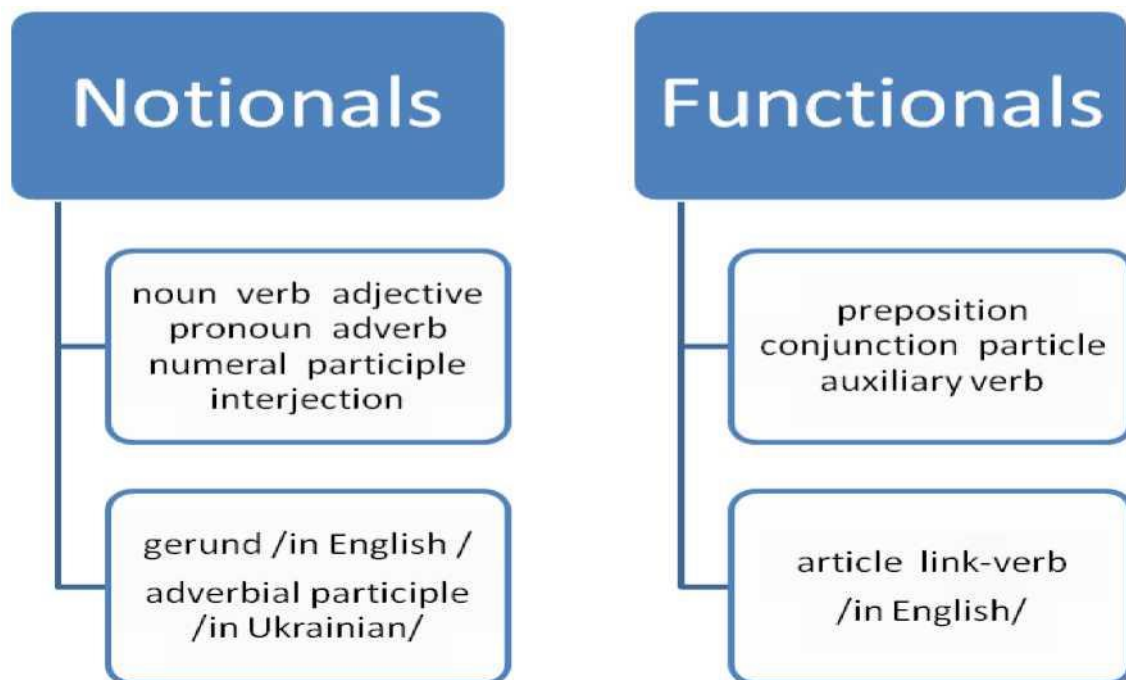 Notionals
noun verb adjective
pronoun adverb
numeral participle
interjection
gerund /in English /
adverbial participle
/in Ukrainian/
Functionals
preposition
conjunction particle
auxiliary verb
article link-verb
/in English/